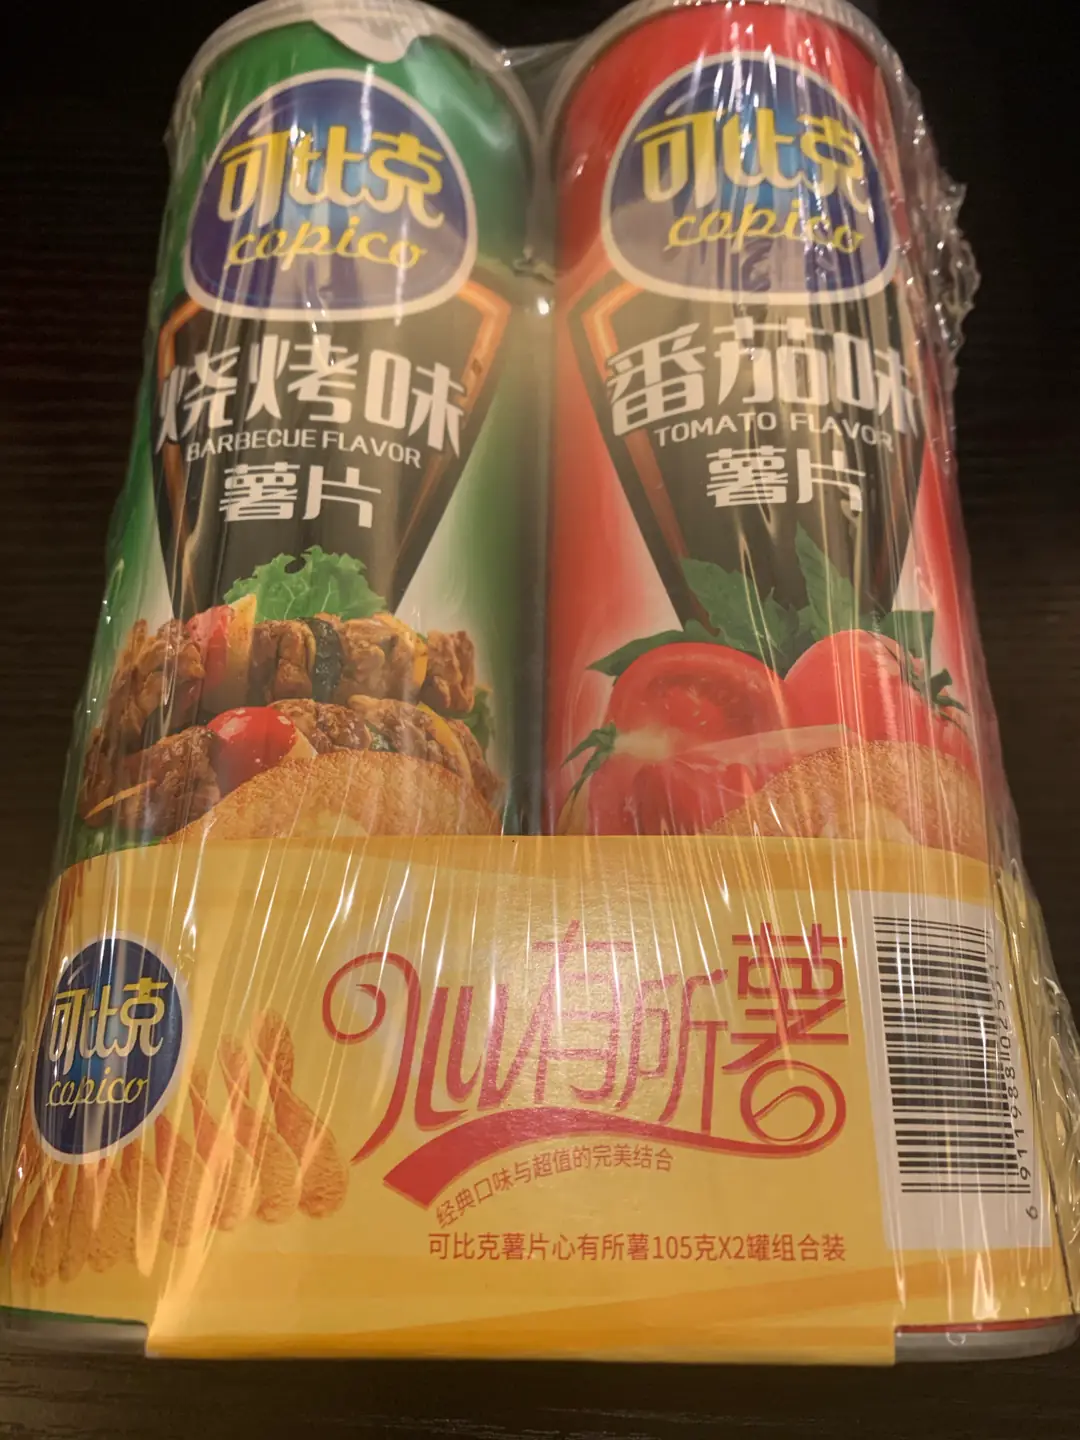 可比克
copico
烧烤味
BARBECUE FLAVOR
薯片
可比克
copico
番茄味
TOMATO FLAVOR
薯片
可比克
copico
心有所薯
经典口味与超值的完美结合
可比克薯片心有所薯105克X2罐组合装